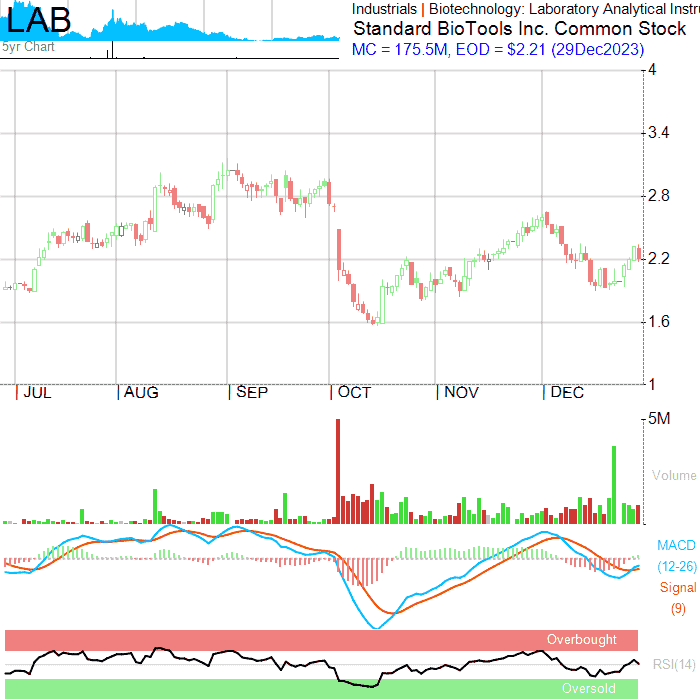 LAB
5yr Chart
Industrials | Biotechnology: Laboratory Analytical Instru
Standard BioTools Inc. Common Stock
MC = 175.5M, EOD = $2.21 (29Dec2023)
4
3.4
2.8
2.2
1.6
1
JUL AUG SEP OCT NOV DEC
5M
Volume
MACD
(12-26)
Signal
(9)
Overbought
RSI(14)
Oversold